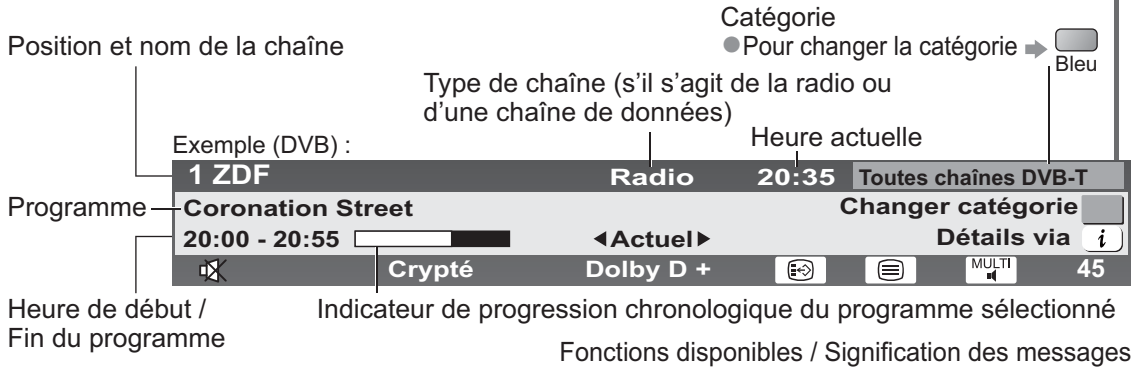 Catégorie
●Pour changer la catégorie
Bleu
Position et nom de la chaîne
Type de chaîne (s'il s'agit de la radio ou
d'une chaîne de données)
Heure actuelle
Exemple (DVB) :
1 ZDF Radio 20:35 Toutes chaînes DVB-T
Programme
Coronation Street Changer catégorie
20:00 - 20:55 ◀Actuel▶ Détails via i
Crypté Dolby D + MULTI 45
Heure de début /
Fin du programme
Indicateur de progression chronologique du programme sélectionné
Fonctions disponibles / Signification des messages